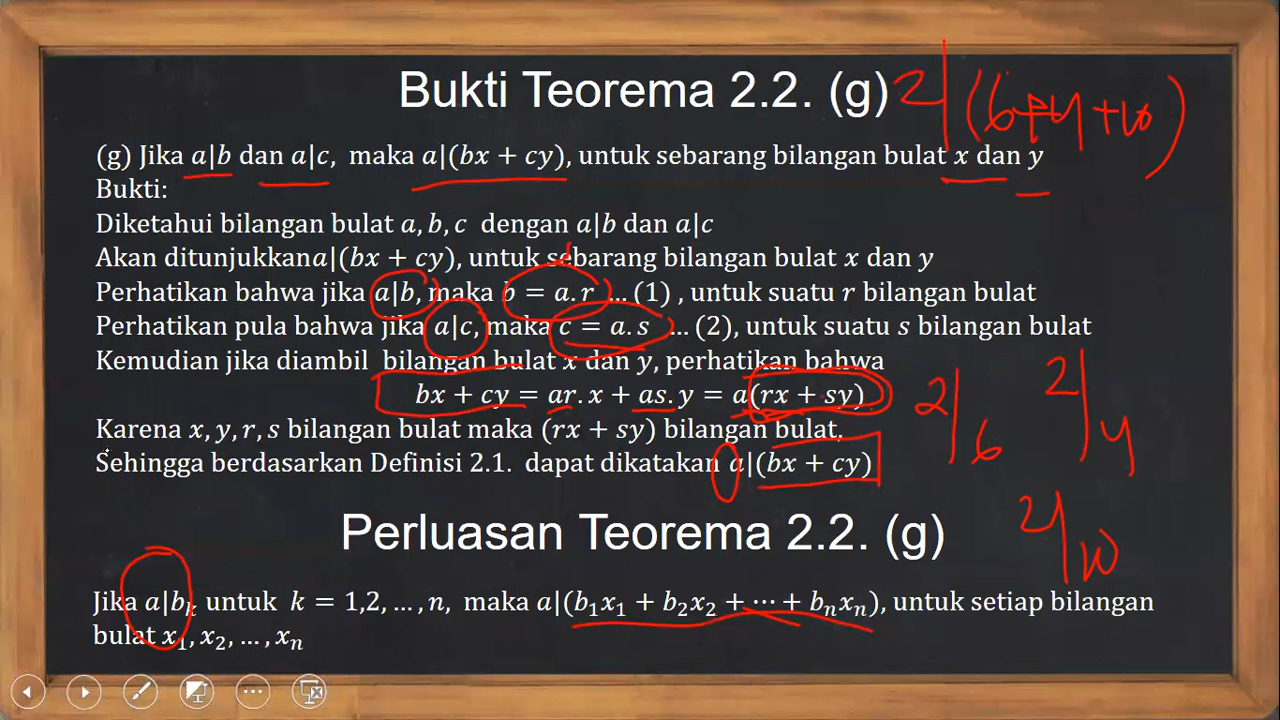 Bukti Teorema 2.2. (g)
2|(6+4+10)
(g) Jika a|b dan a|c, maka a|(bx + cy), untuk sebarang bilangan bulat x dan y
Bukti:
Diketahui bilangan bulat a, b, c dengan a|b dan a|c
Akan ditunjukkana|(bx + cy), untuk sebarang bilangan bulat x dan y
Perhatikan bahwa jika a|b, maka b = a. r … (1) , untuk suatu r bilangan bulat
Perhatikan pula bahwa jika a|c, maka c = a. s … (2), untuk suatu s bilangan bulat
Kemudian jika diambil bilangan bulat x dan y, perhatikan bahwa
bx + cy = ar. x + as. y = a(rx + sy)
Karena x, y, r, s bilangan bulat maka (rx + sy) bilangan bulat.
Sehingga berdasarkan Definisi 2.1. dapat dikatakan a|(bx + cy)
2|6
2|4
2|10
Perluasan Teorema 2.2. (g)
Jika a|bₖ untuk k = 1,2, … , n, maka a|(b₁x₁ + b₂x₂ + ⋯ + bₙxₙ), untuk setiap bilangan
bulat x₁, x₂, … , xₙ